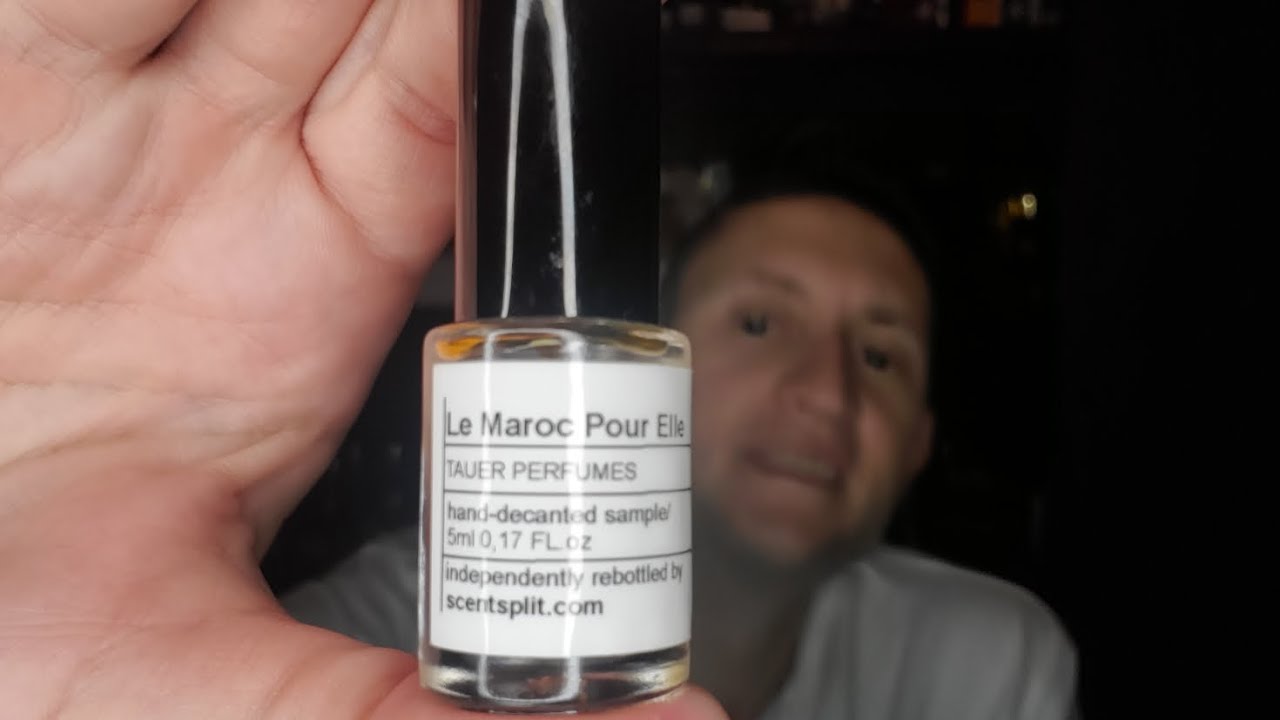 Le Maroc Pour Elle
TAUER PERFUMES
hand-decanted sample/
5ml 0,17 FL.oz
independently rebottled by
scentsplit.com